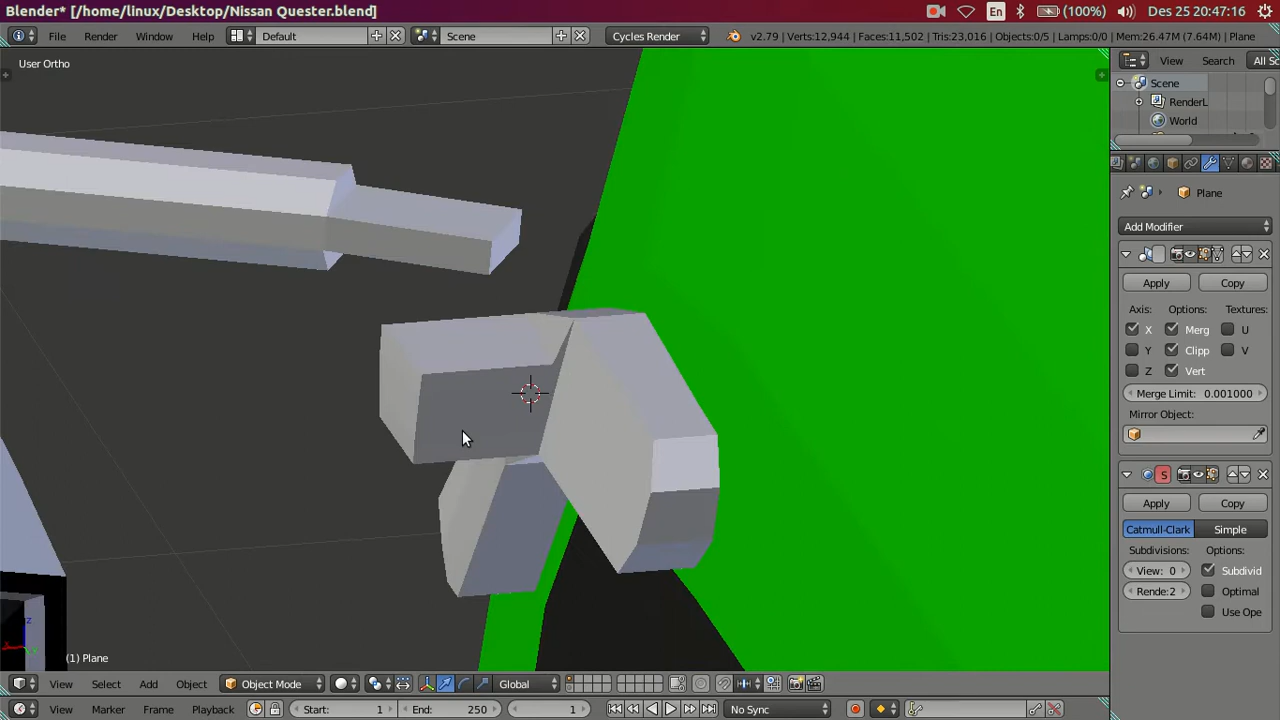 Blender* [/home/linux/Desktop/Nissan Quester.blend]
En (100%) Des 25 20:47:16
File Render Window Help Default Scene Cycles Render v2.79 | Verts:12,944 | Faces:11,502 | Tris:23,016 | Objects:0/5 | Lamps:0/0 | Mem:26.47M (7.64M) | Plane
User Ortho
View Search All Sc
Scene
RenderL
World
Plane
Add Modifier
Apply Copy
Axis: Options: Textures:
X Merg U
Y Clipp V
Z Vert
Merge Limit: 0.001000
Mirror Object:
S
Apply Copy
Catmull-Clark Simple
Subdivisions: Options:
View: 0 Subdivid
Rende:2 Optimal
Use Ope
z
x
y
(1) Plane
View Select Add Object Object Mode Global
View Marker Frame Playback Start: 1 End: 250 1 No Sync